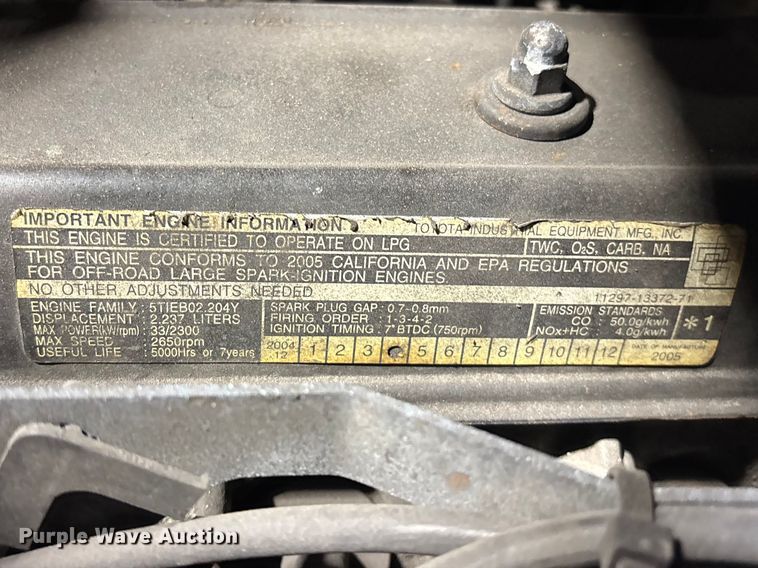 IMPORTANT ENGINE INFORMATION TOYOTA INDUSTRIAL EQUIPMENT MFG, INC
THIS ENGINE IS CERTIFIED TO OPERATE ON LPG TWC, O₂S, CARB, NA
THIS ENGINE CONFORMS TO 2005 CALIFORNIA AND EPA REGULATIONS
FOR OFF-ROAD LARGE SPARK-IGNITION ENGINES.
NO OTHER ADJUSTMENTS NEEDED 11297-13372-71
ENGINE FAMILY : 5TIEB02.204Y
DISPLACEMENT : 2.237 LITERS
MAX POWER(kw/rpm) : 33/2300
MAX SPEED : 2650rpm
USEFUL LIFE : 5000Hrs or 7years
SPARK PLUG GAP : 0.7-0.8mm
FIRING ORDER : 1-3-4-2
IGNITION TIMING : 7° BTDC (750rpm)
EMISSION STANDARDS
CO : 50.0g/kwh
NOx+HC : 4.0g/kwh
*1
2004 12 1 2 3 5 6 7 8 9 10 11 12 DATE OF MANUFACTURE 2005
Purple Wave Auction